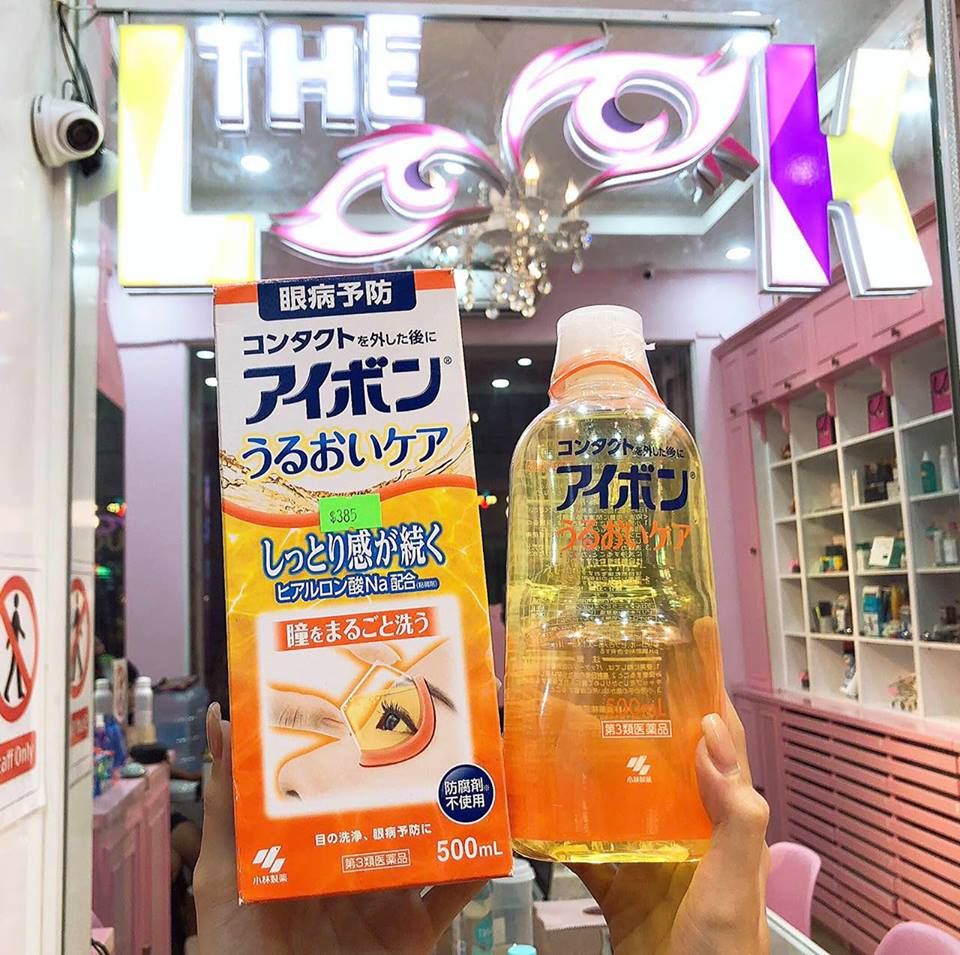 THE
LOOK
眼病予防
コンタクトを外した後に
アイボン®
うるおいケア
$385
しっとり感が続く
ヒアルロン酸Na配合(粘稠剤)
瞳をまるごと洗う
防腐剤※
不使用
目の洗浄、眼病予防に
第3類医薬品
500mL
小林製薬
コンタクトを外した後に
アイボン®
うるおいケア
500mL
第3類医薬品
小林製薬
aff Only